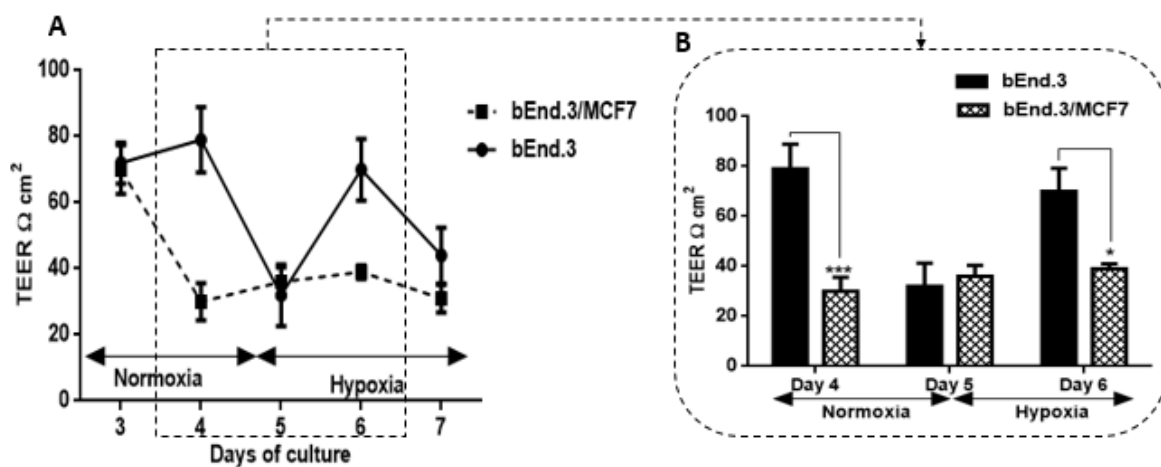 A
100
80
60
40
20
0
TEER Ω cm²
3 4 5 6 7
Days of culture
Normoxia
Hypoxia
bEnd.3/MCF7
bEnd.3
B
bEnd.3
bEnd.3/MCF7
100
80
60
40
20
0
TEER Ω cm²
***
*
Day 4 Day 5 Day 6
Normoxia Hypoxia